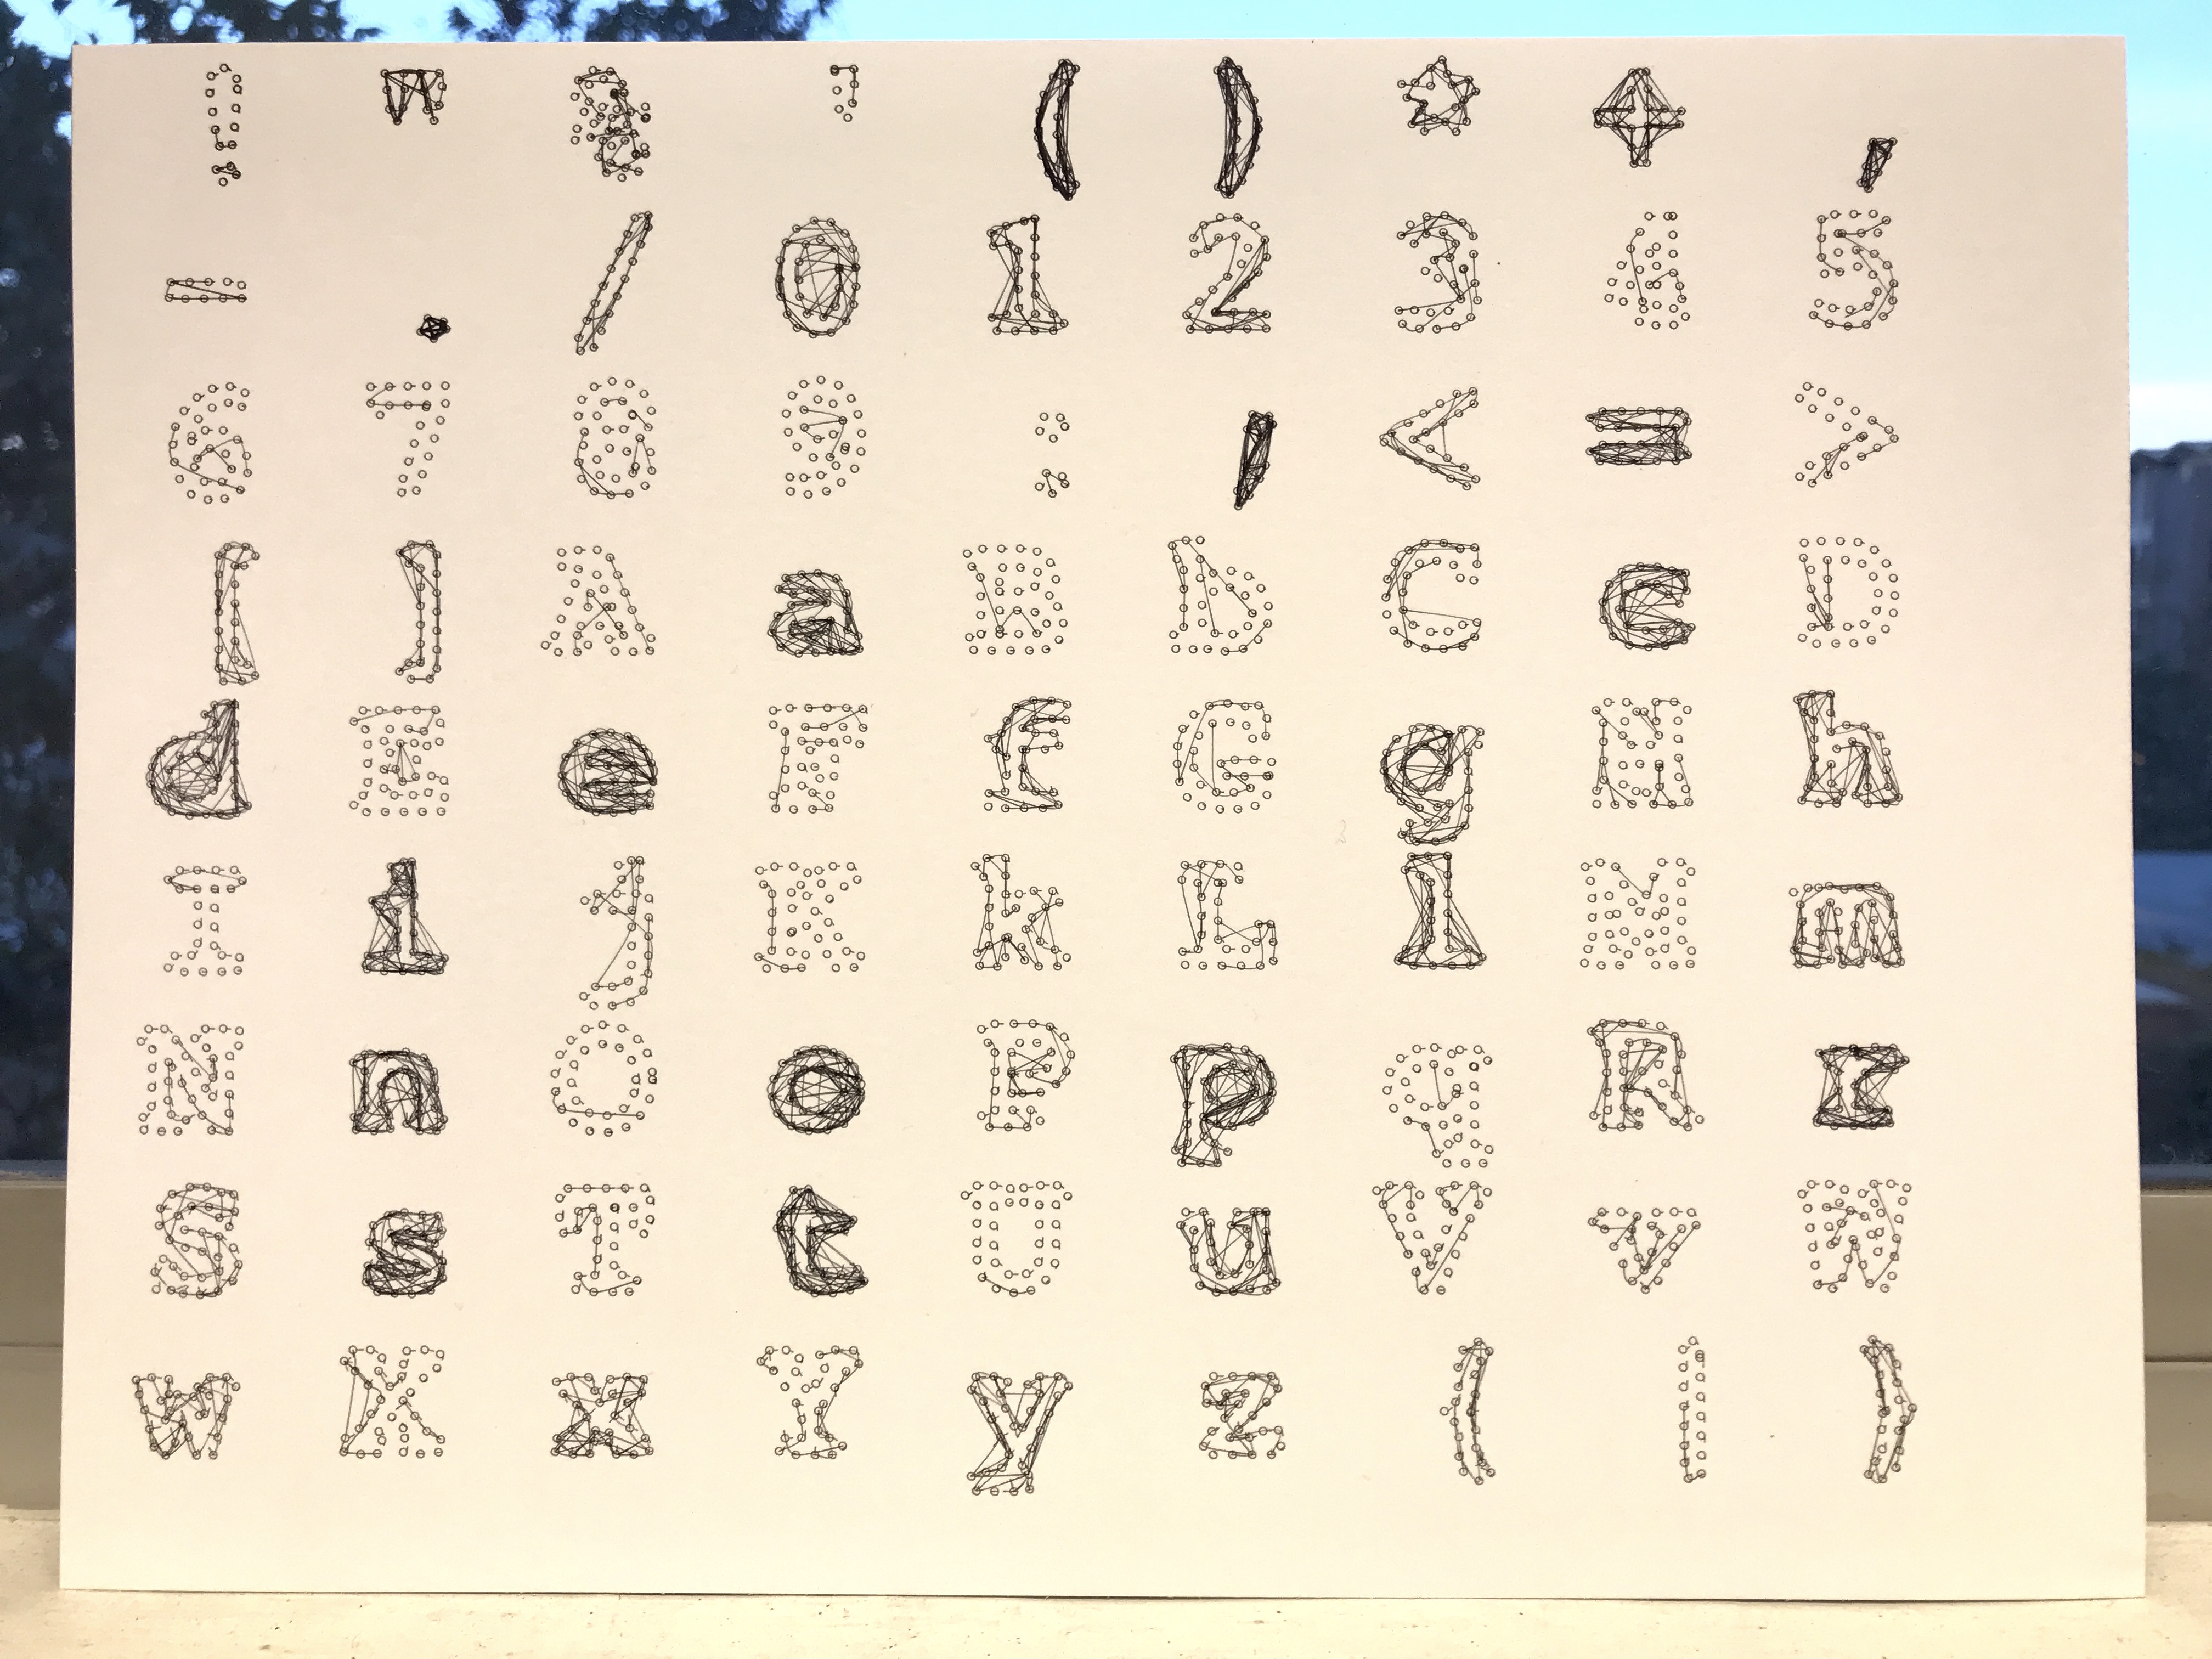 ! " % ' ( ) * + ,
- . / 0 1 2 3 4 5
6 7 8 9 : ; < = >
[ ] A a B b C c D
d E e F f G g H h
I i j K k L l M m
N n O o P p q R r
S s T t U u V v W
w X x Y y z { | }